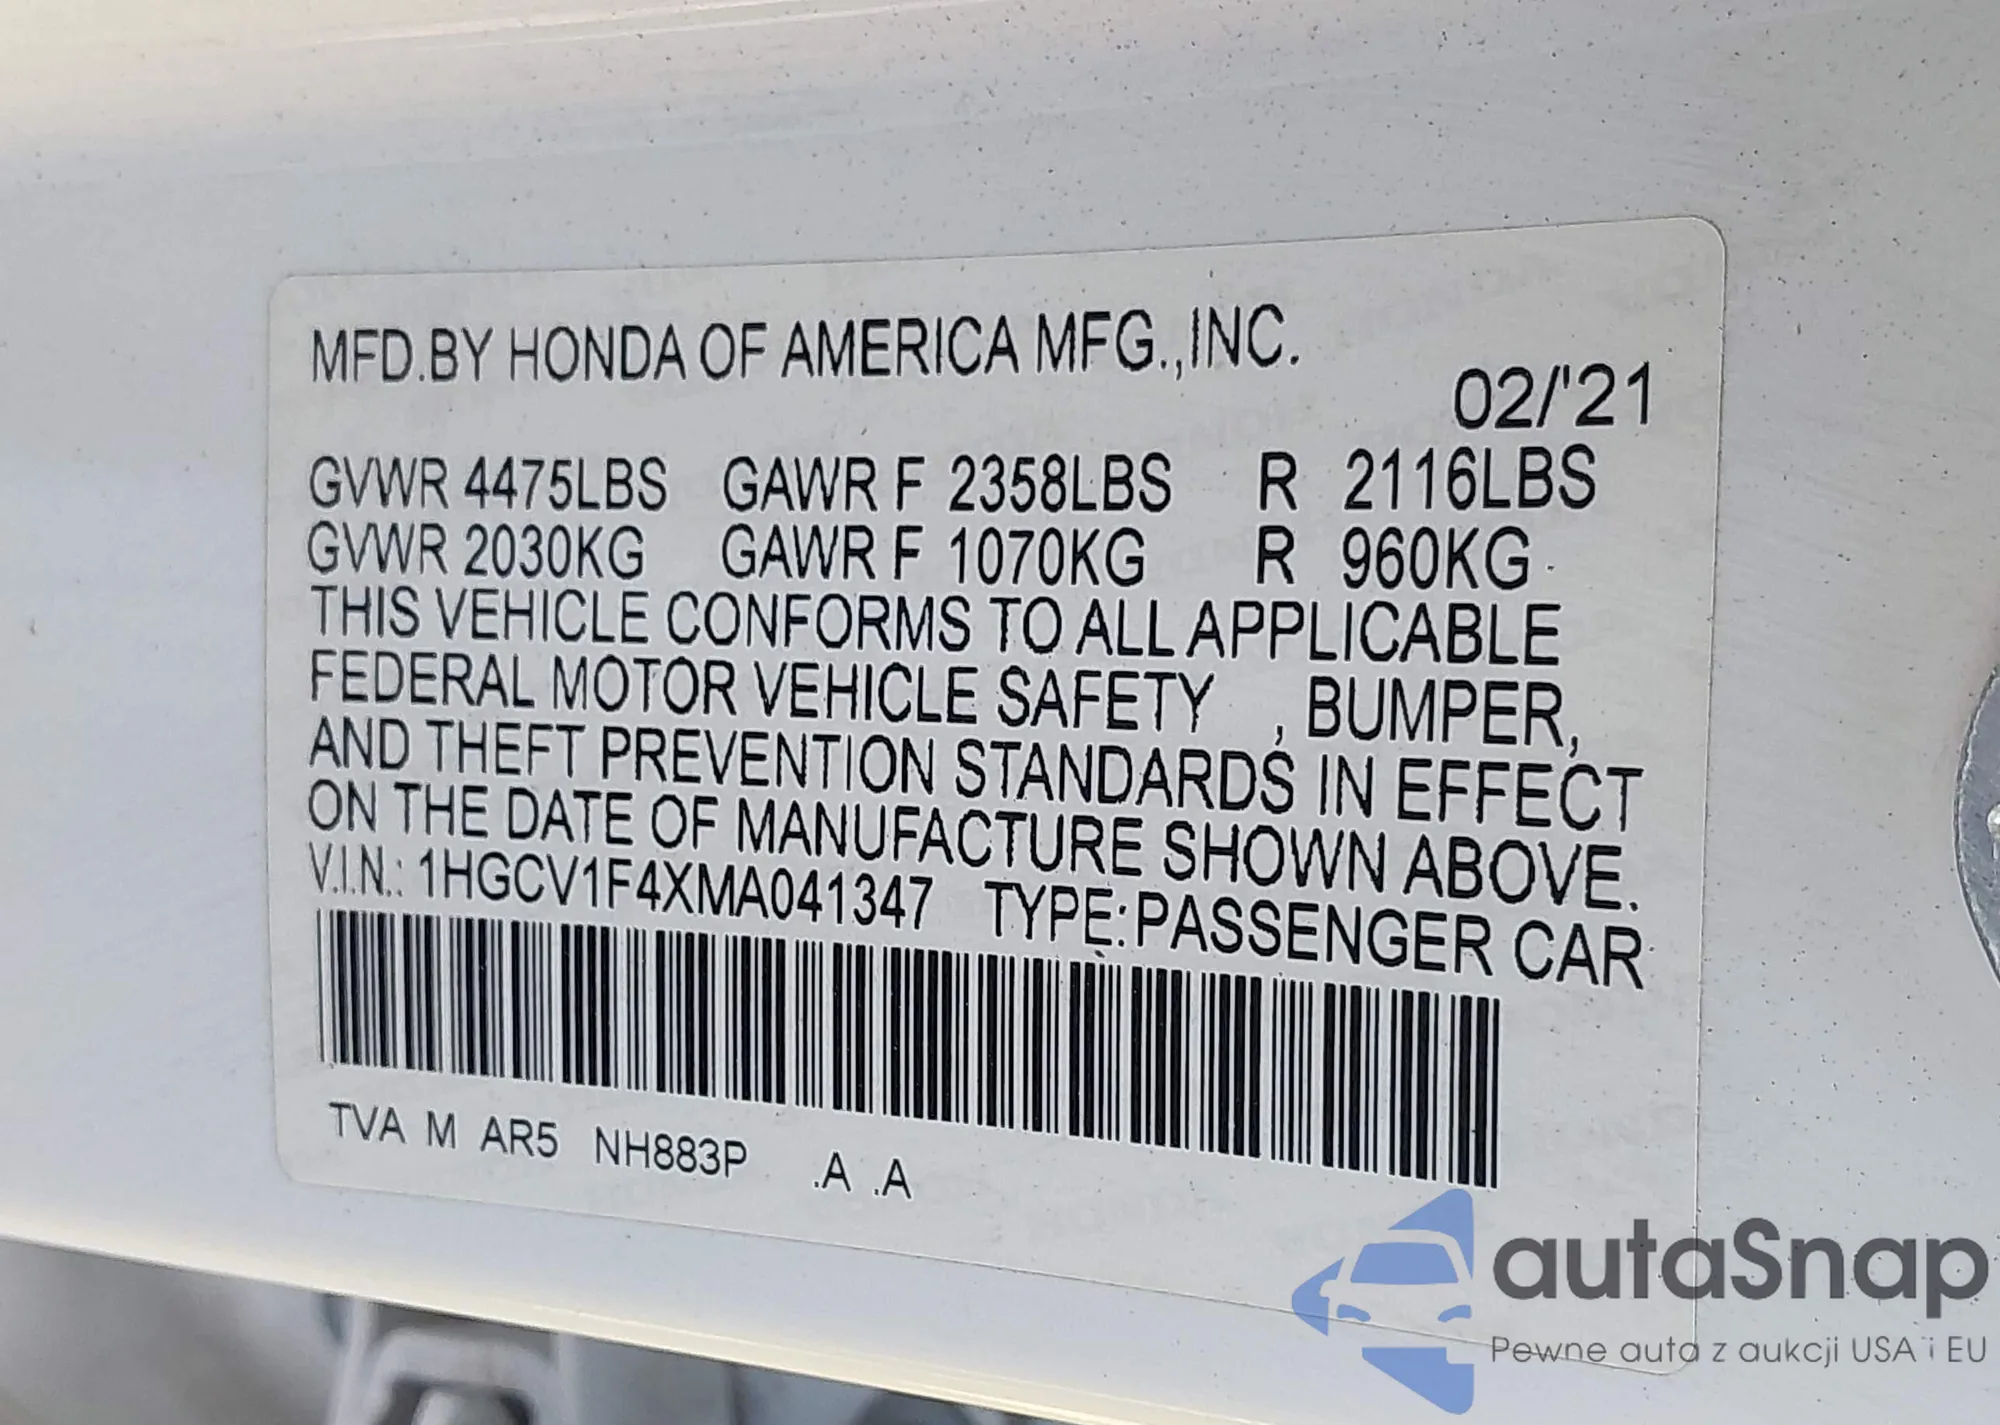 MFD.BY HONDA OF AMERICA MFG.,INC.
02/'21
GVWR 4475LBS GAWR F 2358LBS R 2116LBS
GVWR 2030KG GAWR F 1070KG R 960KG
THIS VEHICLE CONFORMS TO ALL APPLICABLE
FEDERAL MOTOR VEHICLE SAFETY , BUMPER,
AND THEFT PREVENTION STANDARDS IN EFFECT
ON THE DATE OF MANUFACTURE SHOWN ABOVE.
V.I.N.: 1HGCV1F4XMA041347 TYPE:PASSENGER CAR
TVA M AR5 NH883P .A .A
autaSnap
Pewne auta z aukcji USA i EU